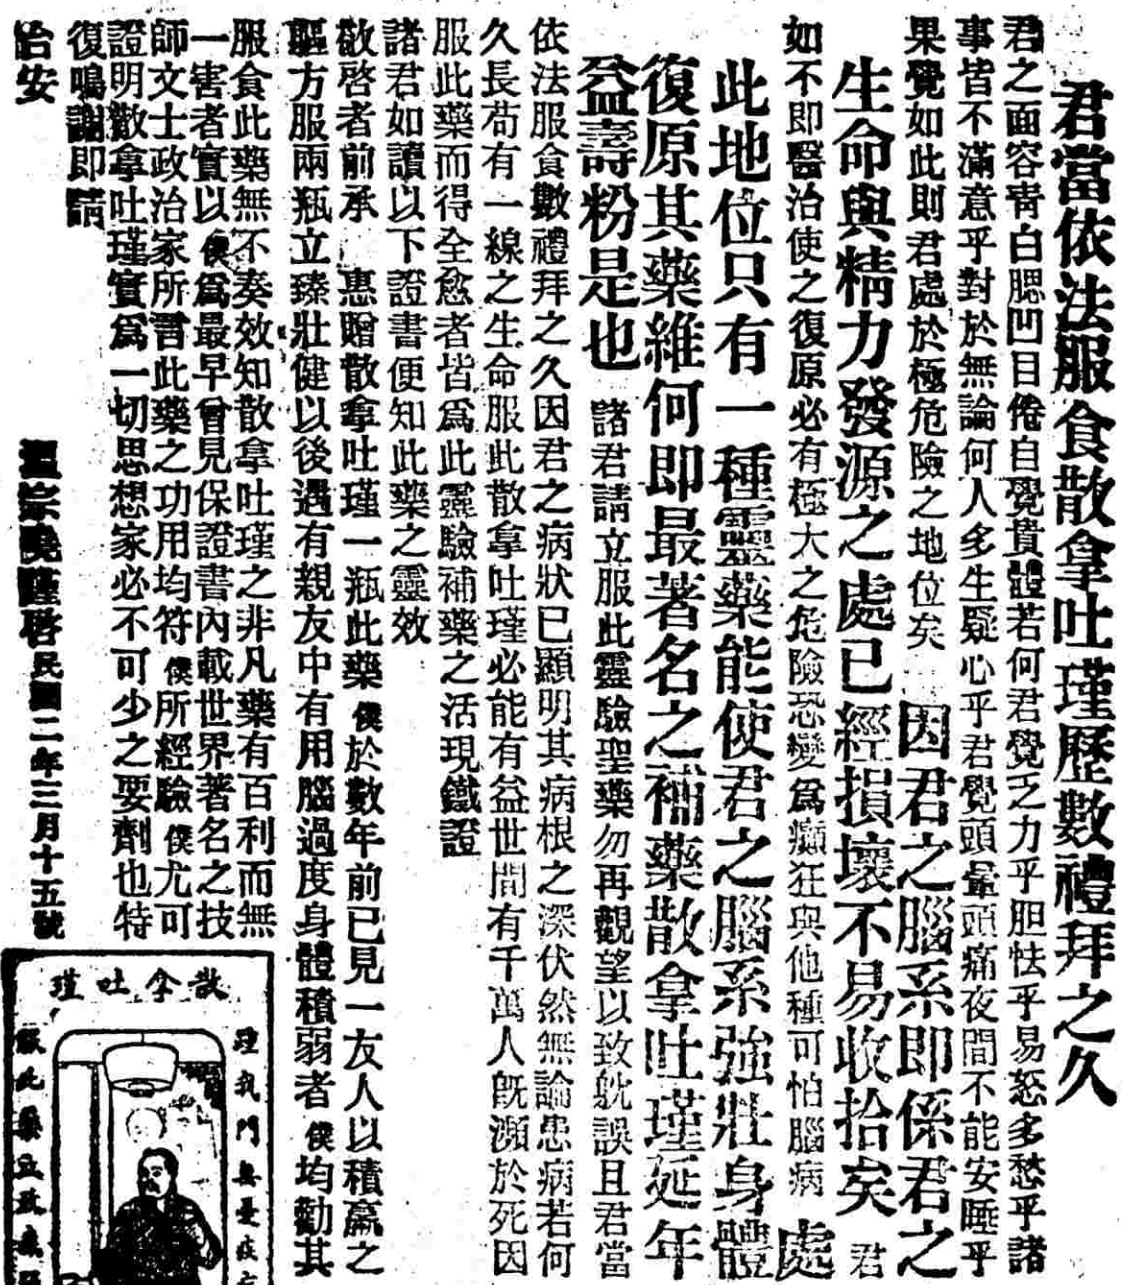 君當依法服食散拿吐瑾歷數禮拜之久
君之面容靑白腮凹目倦自覺貴體若何君覺乏力乎胆怯乎易怒多愁乎諸
事皆不滿意乎對於無論何人多生疑心乎君覺頭暈頭痛夜間不能安睡乎
果覺如此則君處於極危險之地位矣 因君之腦系即係君之
生命與精力發源之處已經損壞不易收拾矣 君
如不即醫治使之復原必有極大之危險恐變爲癲狂與他種可怕腦病 處
此地位只有一種靈藥能使君之腦系強壯身體
復原其藥維何即最著名之補藥散拿吐瑾延年
益壽粉是也 諸君請立服此靈驗聖藥勿再觀望以致躭誤且君當
依法服食數禮拜之久因君之病狀已顯明其病根之深伏然無論患病若何
久長苟有一線之生命服此散拿吐瑾必能有益世間有千萬人旣瀕於死因
服此藥而得全愈者皆爲此靈驗補藥之活現鐵證
諸君如讀以下證書便知此藥之靈效
敬啓者前承 惠贈散拿吐瑾一瓶此藥僕於數年前已見一友人以積羸之
軀方服兩瓶立臻壯健以後遇有親友中有用腦過度身體積弱者僕均勸其
服食此藥無不奏效知散拿吐瑾之非凡藥有百利而無
一害者實以僕爲最早曾見保證書內載世界著名之技
師文士政治家所言此藥之功用均符僕所經驗僕尤可
證明散拿吐瑾實爲一切思想家必不可少之要劑也特
復鳴謝即請
台安
溫宗堯謹啓民國二年三月十五號
散拿吐瑾
理我門無憂疾
服此藥立致康